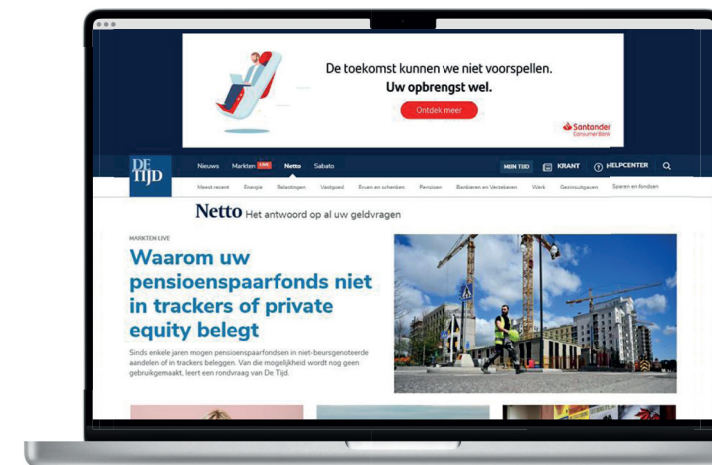 De toekomst kunnen we niet voorspellen.
Uw opbrengst wel.
Ontdek meer
Santander
Consumer Bank
DE TIJD
Nieuws Markten LIVE Netto Sabato MIJN TIJD KRANT HELPCENTER
Meest recent Energie Belastingen Vastgoed Erven en schenken Pensioen Bankieren en Verzekeren Werk Gezinsuitgaven Sparen en fondsen
Netto Het antwoord op al uw geldvragen
MARKTEN LIVE
Waarom uw
pensioenspaarfonds niet
in trackers of private
equity belegt
Sinds enkele jaren mogen pensioenspaarfondsen in niet-beursgenoteerde
aandelen of in trackers beleggen. Van die mogelijkheid wordt nog geen
gebruikgemaakt, leert een rondvraag van De Tijd.